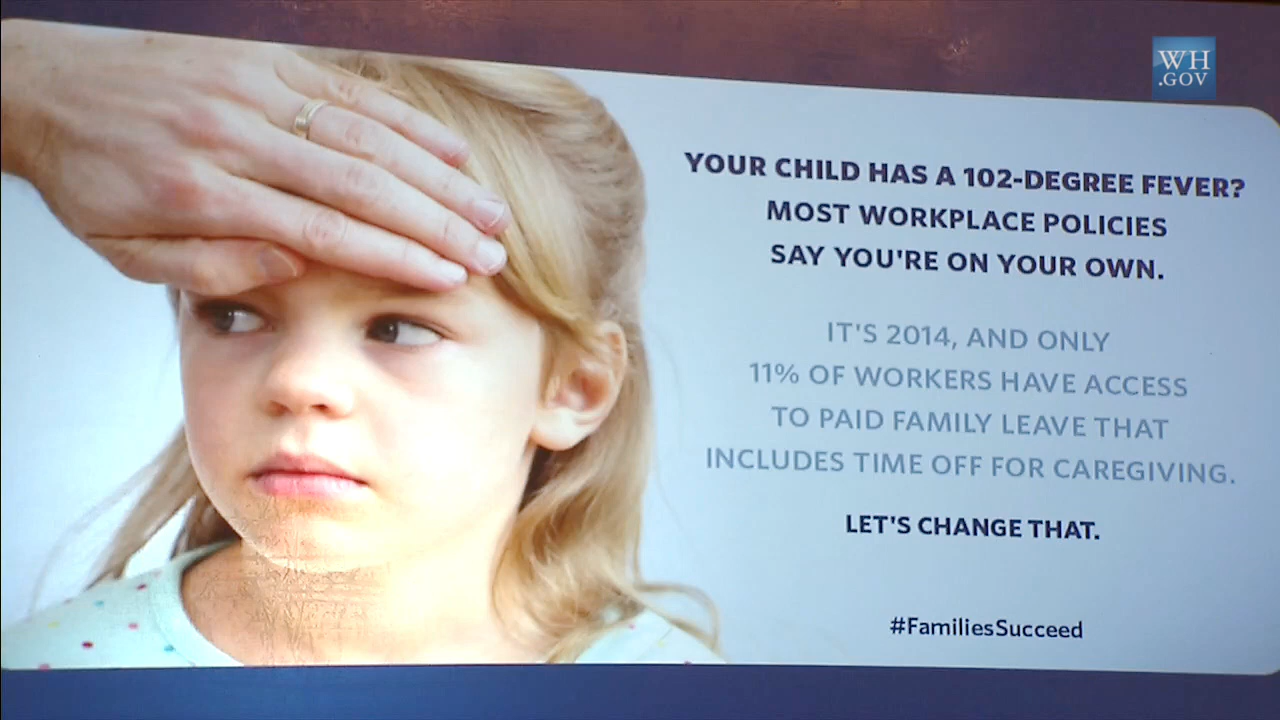 WH
.GOV
YOUR CHILD HAS A 102-DEGREE FEVER?
MOST WORKPLACE POLICIES
SAY YOU'RE ON YOUR OWN.
IT'S 2014, AND ONLY
11% OF WORKERS HAVE ACCESS
TO PAID FAMILY LEAVE THAT
INCLUDES TIME OFF FOR CAREGIVING.
LET'S CHANGE THAT.
#FamiliesSucceed